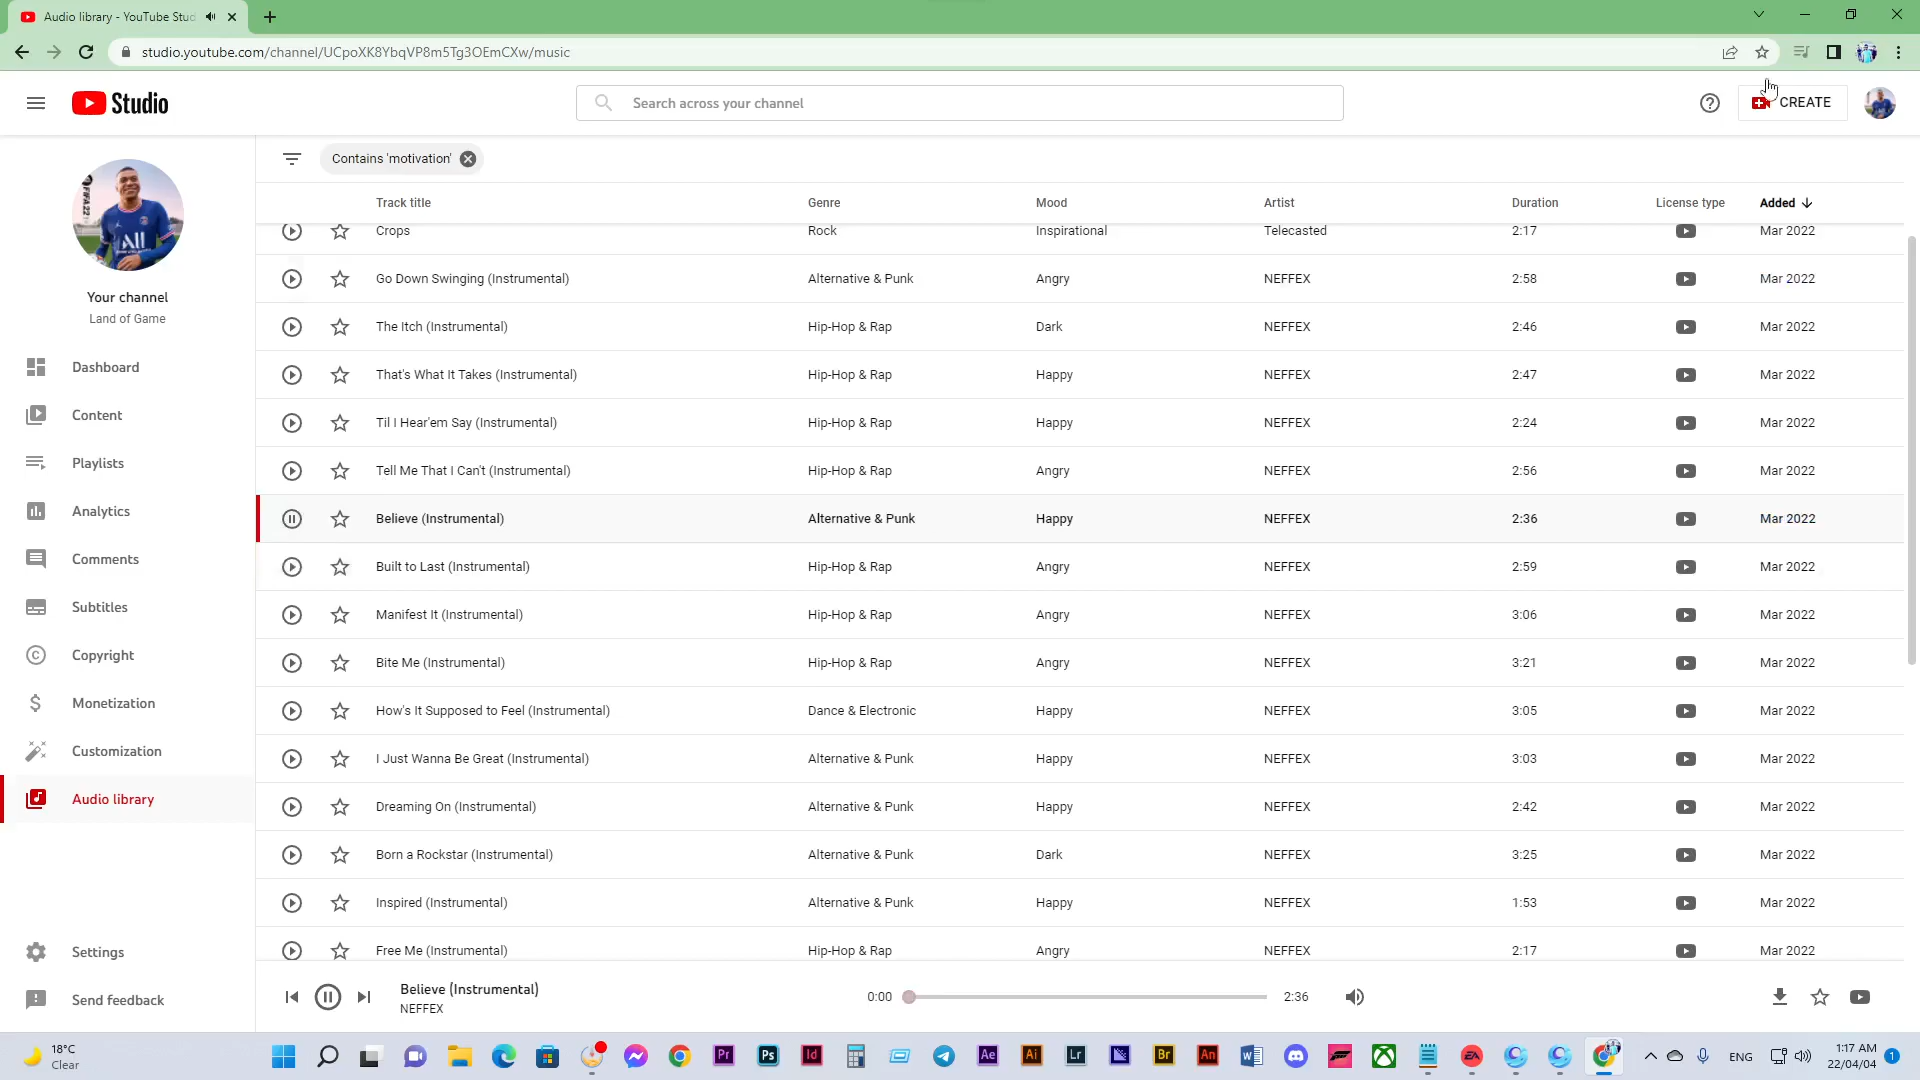 Audio library - YouTube Stud
studio.youtube.com/channel/UCpoXK8YbqVP8m5Tg3OEmCXw/music
Studio
Search across your channel
CREATE
Contains 'motivation'
Track title Genre Mood Artist Duration License type Added
Crops Rock Inspirational Telecasted 2:17 Mar 2022
Go Down Swinging (Instrumental) Alternative & Punk Angry NEFFEX 2:58 Mar 2022
The Itch (Instrumental) Hip-Hop & Rap Dark NEFFEX 2:46 Mar 2022
That's What It Takes (Instrumental) Hip-Hop & Rap Happy NEFFEX 2:47 Mar 2022
Til I Hear'em Say (Instrumental) Hip-Hop & Rap Happy NEFFEX 2:24 Mar 2022
Tell Me That I Can't (Instrumental) Hip-Hop & Rap Angry NEFFEX 2:56 Mar 2022
Believe (Instrumental) Alternative & Punk Happy NEFFEX 2:36 Mar 2022
Built to Last (Instrumental) Hip-Hop & Rap Angry NEFFEX 2:59 Mar 2022
Manifest It (Instrumental) Hip-Hop & Rap Angry NEFFEX 3:06 Mar 2022
Bite Me (Instrumental) Hip-Hop & Rap Angry NEFFEX 3:21 Mar 2022
How's It Supposed to Feel (Instrumental) Dance & Electronic Happy NEFFEX 3:05 Mar 2022
I Just Wanna Be Great (Instrumental) Alternative & Punk Happy NEFFEX 3:03 Mar 2022
Dreaming On (Instrumental) Alternative & Punk Happy NEFFEX 2:42 Mar 2022
Born a Rockstar (Instrumental) Alternative & Punk Dark NEFFEX 3:25 Mar 2022
Inspired (Instrumental) Alternative & Punk Happy NEFFEX 1:53 Mar 2022
Free Me (Instrumental) Hip-Hop & Rap Angry NEFFEX 2:17 Mar 2022
FIFA 22
ALL
Your channel
Land of Game
Dashboard
Content
Playlists
Analytics
Comments
Subtitles
Copyright
Monetization
Customization
Audio library
Settings
Send feedback
Believe (Instrumental)
NEFFEX
0:00 2:36
18°C
Clear
Pr Ps Id Ae Ai Lr Br An W EA
ENG
1:17 AM
22/04/04
1